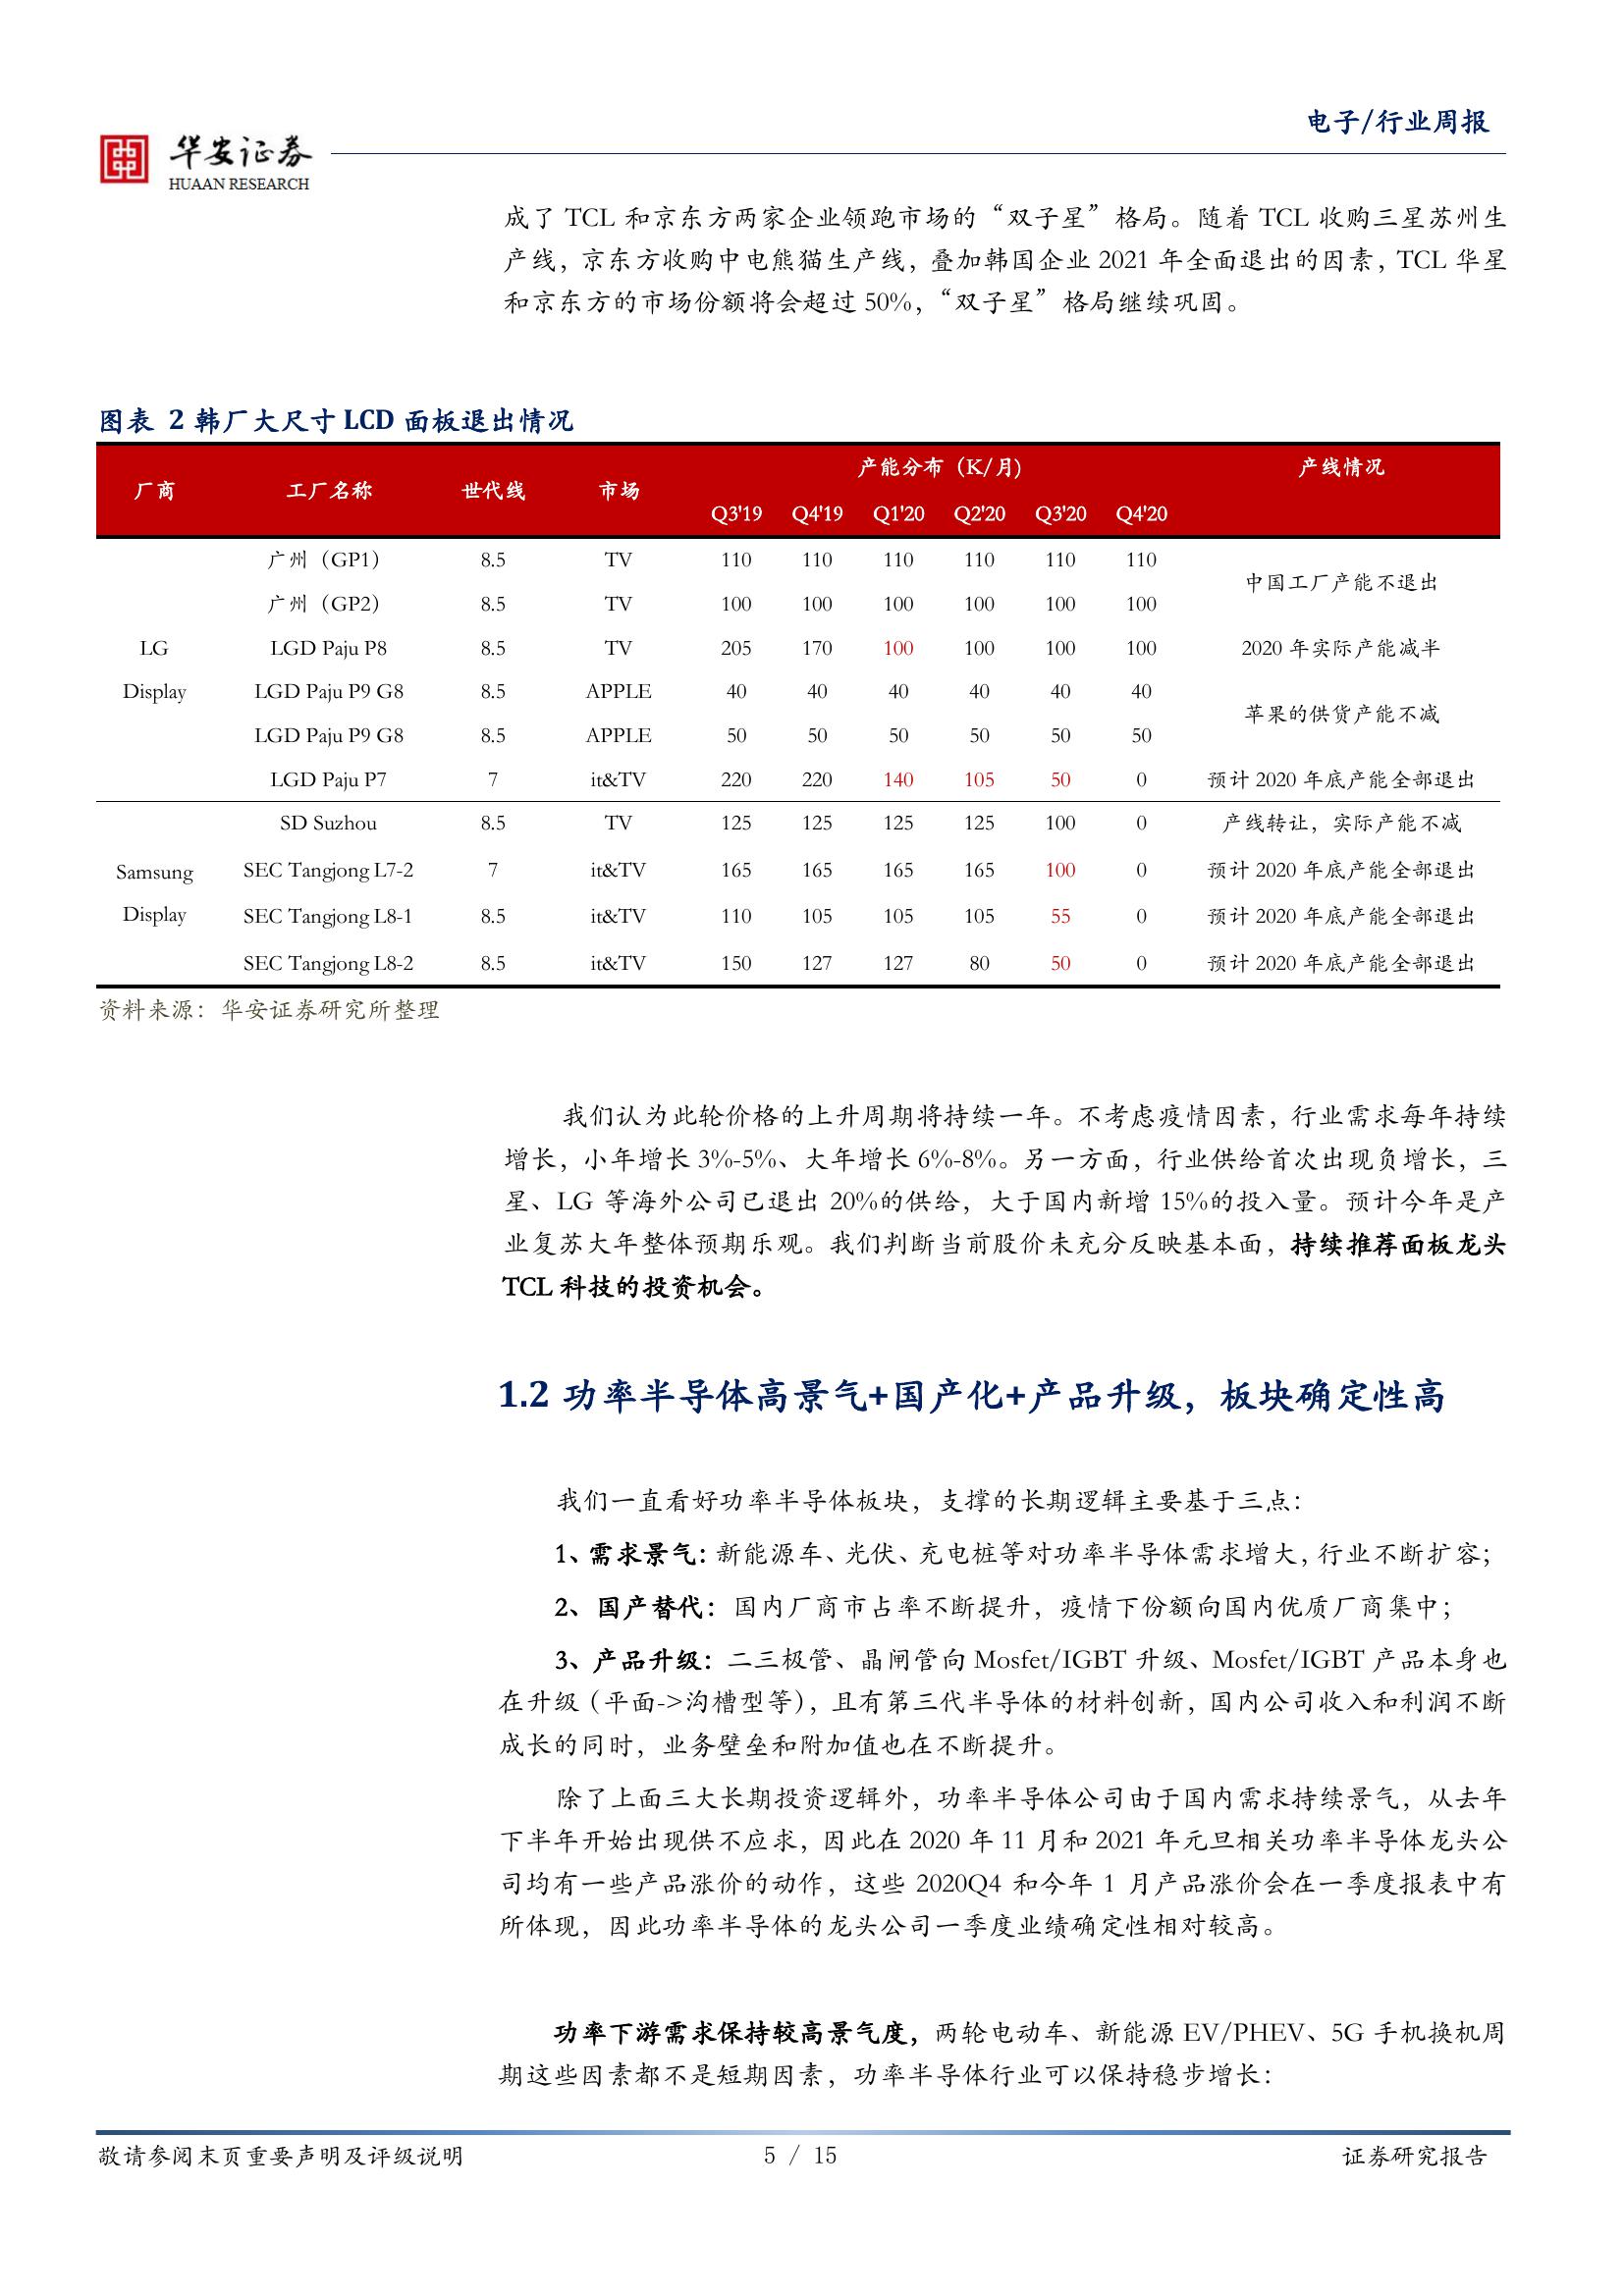 电子/行业周报
华安证券
HUAAN RESEARCH
成了 TCL 和京东方两家企业领跑市场的“双子星”格局。随着 TCL 收购三星苏州生
产线，京东方收购中电熊猫生产线，叠加韩国企业 2021 年全面退出的因素，TCL 华星
和京东方的市场份额将会超过 50%，“双子星”格局继续巩固。
图表 2 韩厂大尺寸 LCD 面板退出情况
厂商 工厂名称 世代线 市场 产能分布（K/月) 产线情况
Q3'19 Q4'19 Q1'20 Q2'20 Q3'20 Q4'20
广州（GP1） 8.5 TV 110 110 110 110 110 110
中国工厂产能不退出
广州（GP2） 8.5 TV 100 100 100 100 100 100
LG LGD Paju P8 8.5 TV 205 170 100 100 100 100 2020 年实际产能减半
Display LGD Paju P9 G8 8.5 APPLE 40 40 40 40 40 40
苹果的供货产能不减
LGD Paju P9 G8 8.5 APPLE 50 50 50 50 50 50
LGD Paju P7 7 it&TV 220 220 140 105 50 0 预计 2020 年底产能全部退出
SD Suzhou 8.5 TV 125 125 125 125 100 0 产线转让，实际产能不减
Samsung SEC Tangjong L7-2 7 it&TV 165 165 165 165 100 0 预计 2020 年底产能全部退出
Display SEC Tangjong L8-1 8.5 it&TV 110 105 105 105 55 0 预计 2020 年底产能全部退出
SEC Tangjong L8-2 8.5 it&TV 150 127 127 80 50 0 预计 2020 年底产能全部退出
资料来源：华安证券研究所整理
我们认为此轮价格的上升周期将持续一年。不考虑疫情因素，行业需求每年持续
增长，小年增长 3%-5%、大年增长 6%-8%。另一方面，行业供给首次出现负增长，三
星、LG 等海外公司已退出 20%的供给，大于国内新增 15%的投入量。预计今年是产
业复苏大年整体预期乐观。我们判断当前股价未充分反映基本面，持续推荐面板龙头
TCL 科技的投资机会。
1.2 功率半导体高景气+国产化+产品升级，板块确定性高
我们一直看好功率半导体板块，支撑的长期逻辑主要基于三点：
1、需求景气：新能源车、光伏、充电桩等对功率半导体需求增大，行业不断扩容；
2、国产替代：国内厂商市占率不断提升，疫情下份额向国内优质厂商集中；
3、产品升级：二三极管、晶闸管向 Mosfet/IGBT 升级、Mosfet/IGBT 产品本身也
在升级（平面->沟槽型等），且有第三代半导体的材料创新，国内公司收入和利润不断
成长的同时，业务壁垒和附加值也在不断提升。
除了上面三大长期投资逻辑外，功率半导体公司由于国内需求持续景气，从去年
下半年开始出现供不应求，因此在 2020 年 11 月和 2021 年元旦相关功率半导体龙头公
司均有一些产品涨价的动作，这些 2020Q4 和今年 1 月产品涨价会在一季度报表中有
所体现，因此功率半导体的龙头公司一季度业绩确定性相对较高。
功率下游需求保持较高景气度，两轮电动车、新能源 EV/PHEV、5G 手机换机周
期这些因素都不是短期因素，功率半导体行业可以保持稳步增长：
敬请参阅末页重要声明及评级说明 5 / 15 证券研究报告